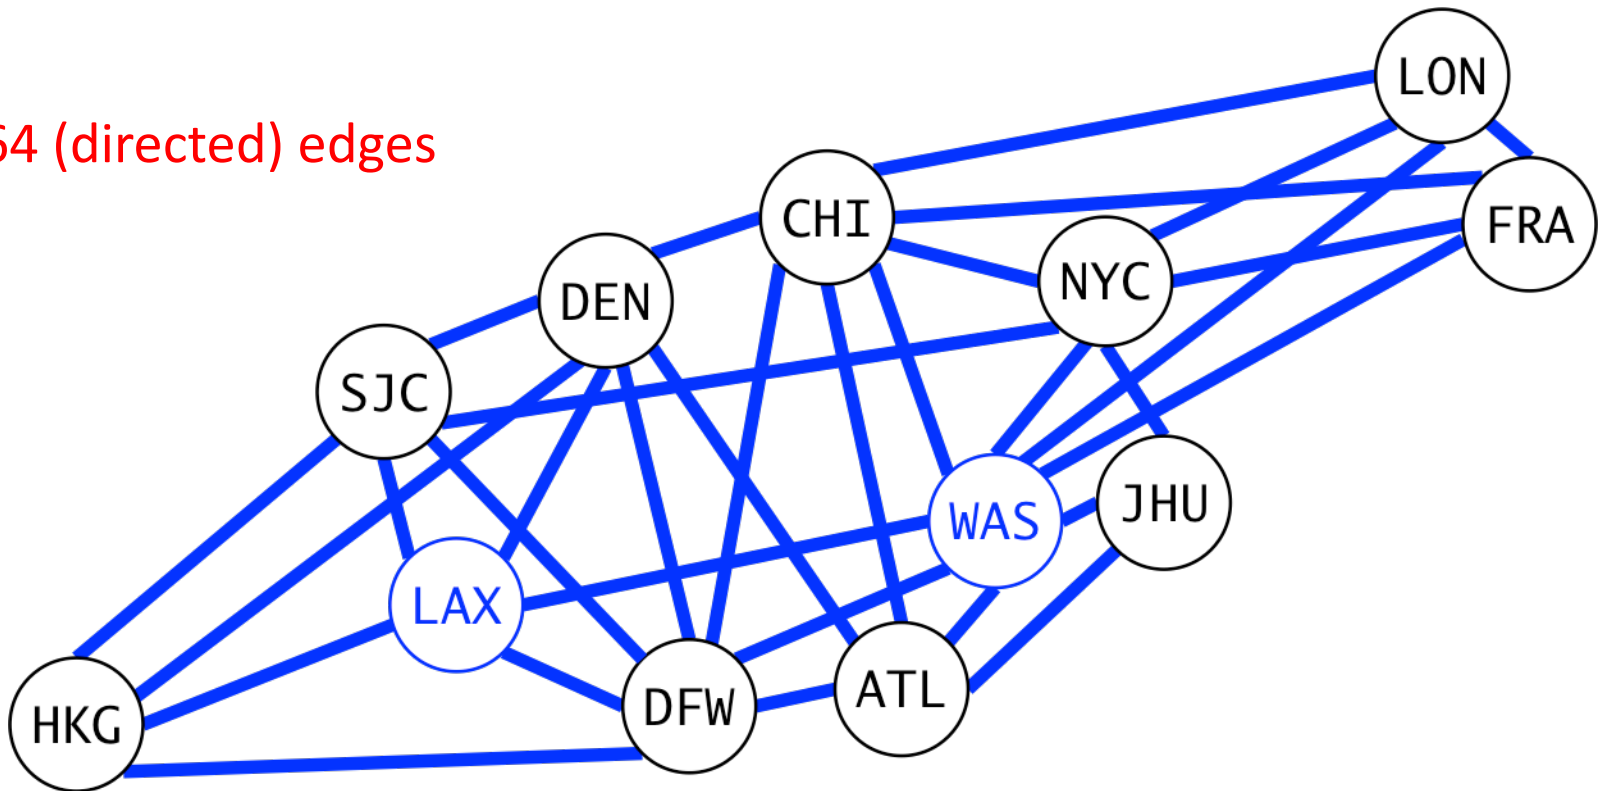 LON
64 (directed) edges
CHI
FRA
NYC
DEN
SJC
JHU
WAS
LAX
ATL
DFW
HKG